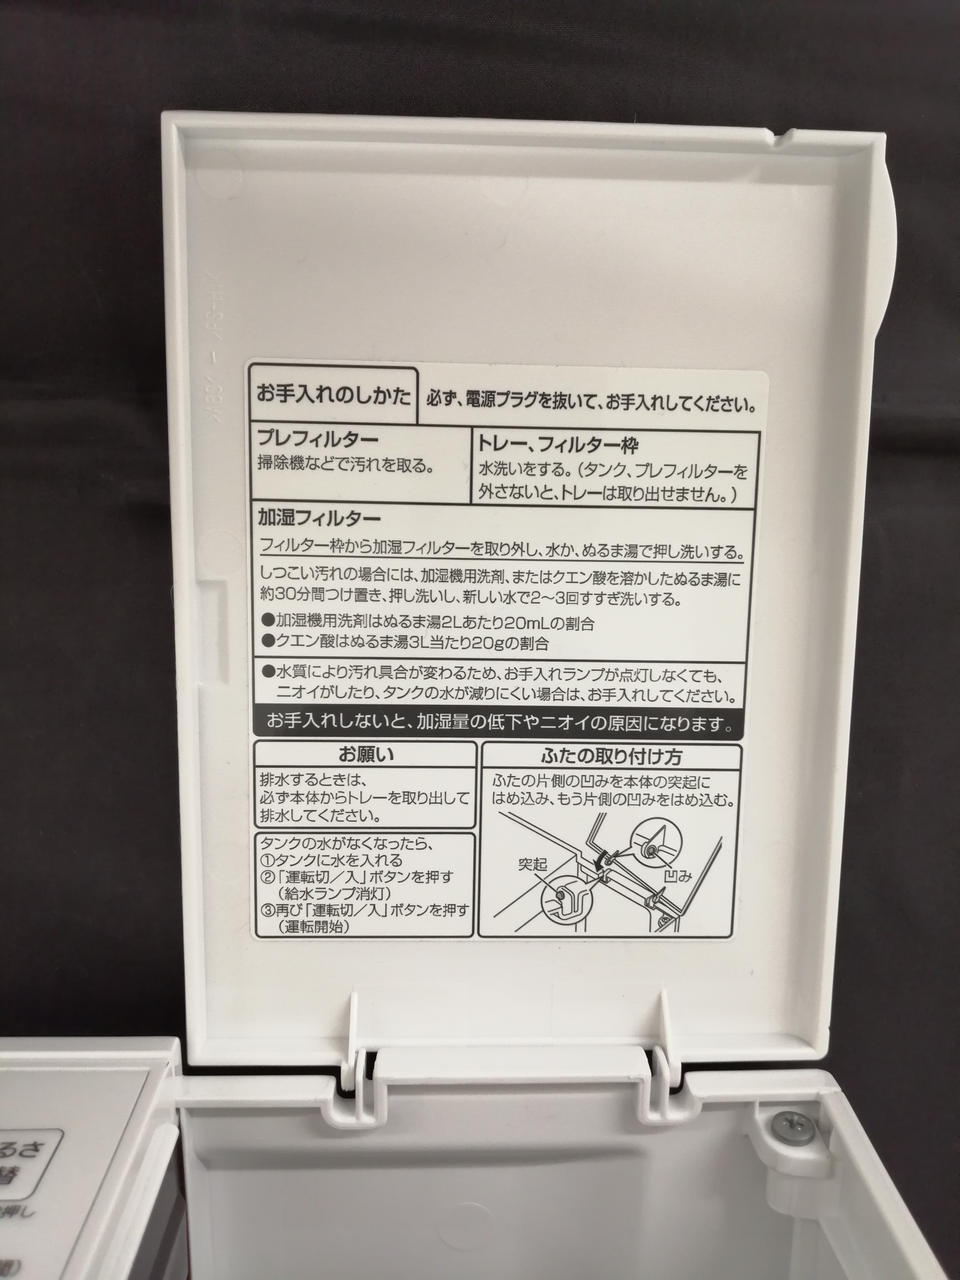 お手入れのしかた
必ず、電源プラグを抜いて、お手入れしてください。
プレフィルター
掃除機などで汚れを取る。
トレー、フィルター枠
水洗いをする。（タンク、プレフィルターを
外さないと、トレーは取り出せません。）
加湿フィルター
フィルター枠から加湿フィルターを取り外し、水か、ぬるま湯で押し洗いする。
しつこい汚れの場合には、加湿機用洗剤、またはクエン酸を溶かしたぬるま湯に
約30分間つけ置き、押し洗いし、新しい水で2～3回すすぎ洗いする。
●加湿機用洗剤はぬるま湯2Lあたり20mLの割合
●クエン酸はぬるま湯3L当たり20gの割合
●水質により汚れ具合が変わるため、お手入れランプが点灯しなくても、
ニオイがしたり、タンクの水が減りにくい場合は、お手入れしてください。
お手入れしないと、加湿量の低下やニオイの原因になります。
お願い
排水するときは、
必ず本体からトレーを取り出して
排水してください。
タンクの水がなくなったら、
①タンクに水を入れる
②「運転切／入」ボタンを押す
（給水ランプ消灯）
③再び「運転切／入」ボタンを押す
（運転開始）
ふたの取り付け方
ふたの片側の凹みを本体の突起に
はめ込み、もう片側の凹みをはめ込む。
突起
凹み
るさ
替
押し